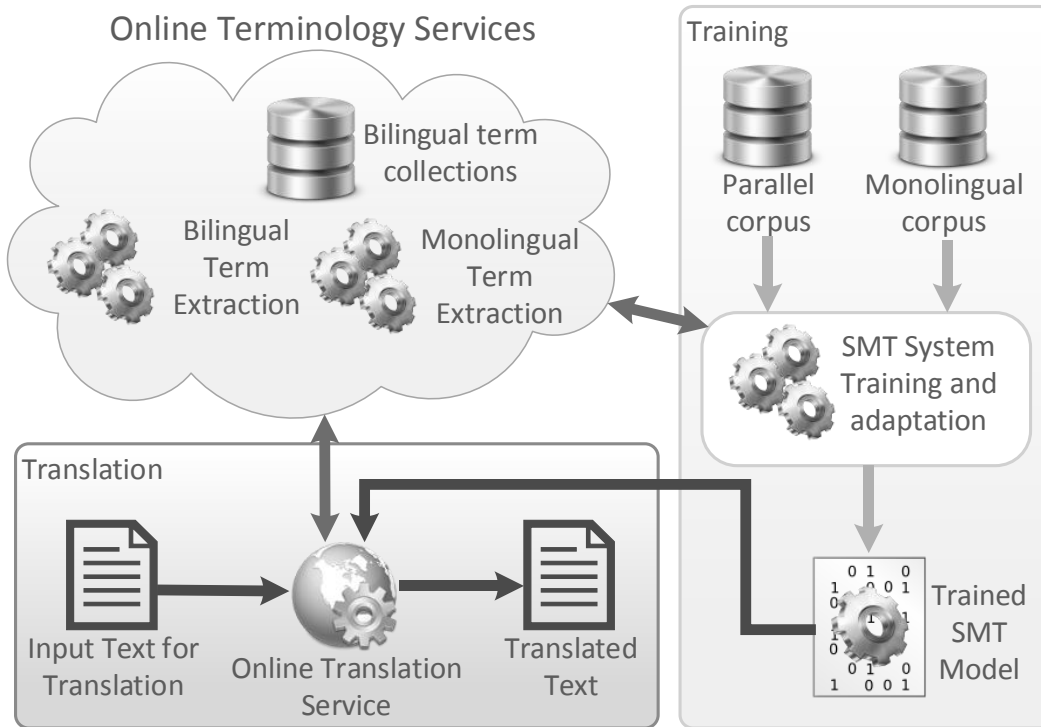 Online Terminology Services
Bilingual term
collections
Bilingual
Term
Extraction
Monolingual
Term
Extraction
Training
Parallel
corpus
Monolingual
corpus
SMT System
Training and
adaptation
Trained
SMT
Model
Translation
Input Text for
Translation
Online Translation
Service
Translated
Text